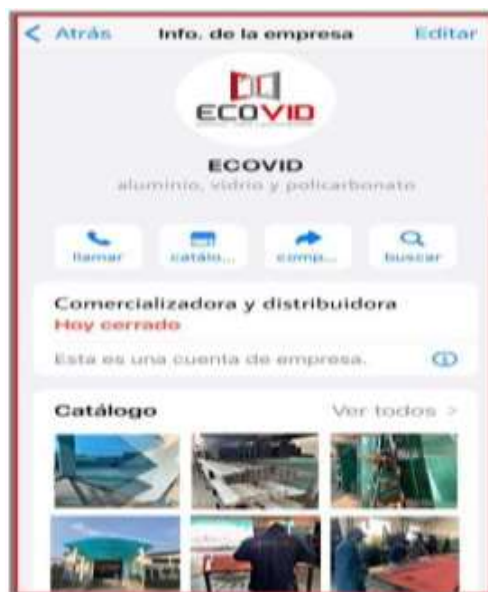 Atrás Info. de la empresa Editar
ECOVID
ECOVID
aluminio, vidrio y policarbonato
llamar catálo... comp... buscar
Comercializadora y distribuidora
Hoy cerrado
Esta es una cuenta de empresa.
Catálogo Ver todos >